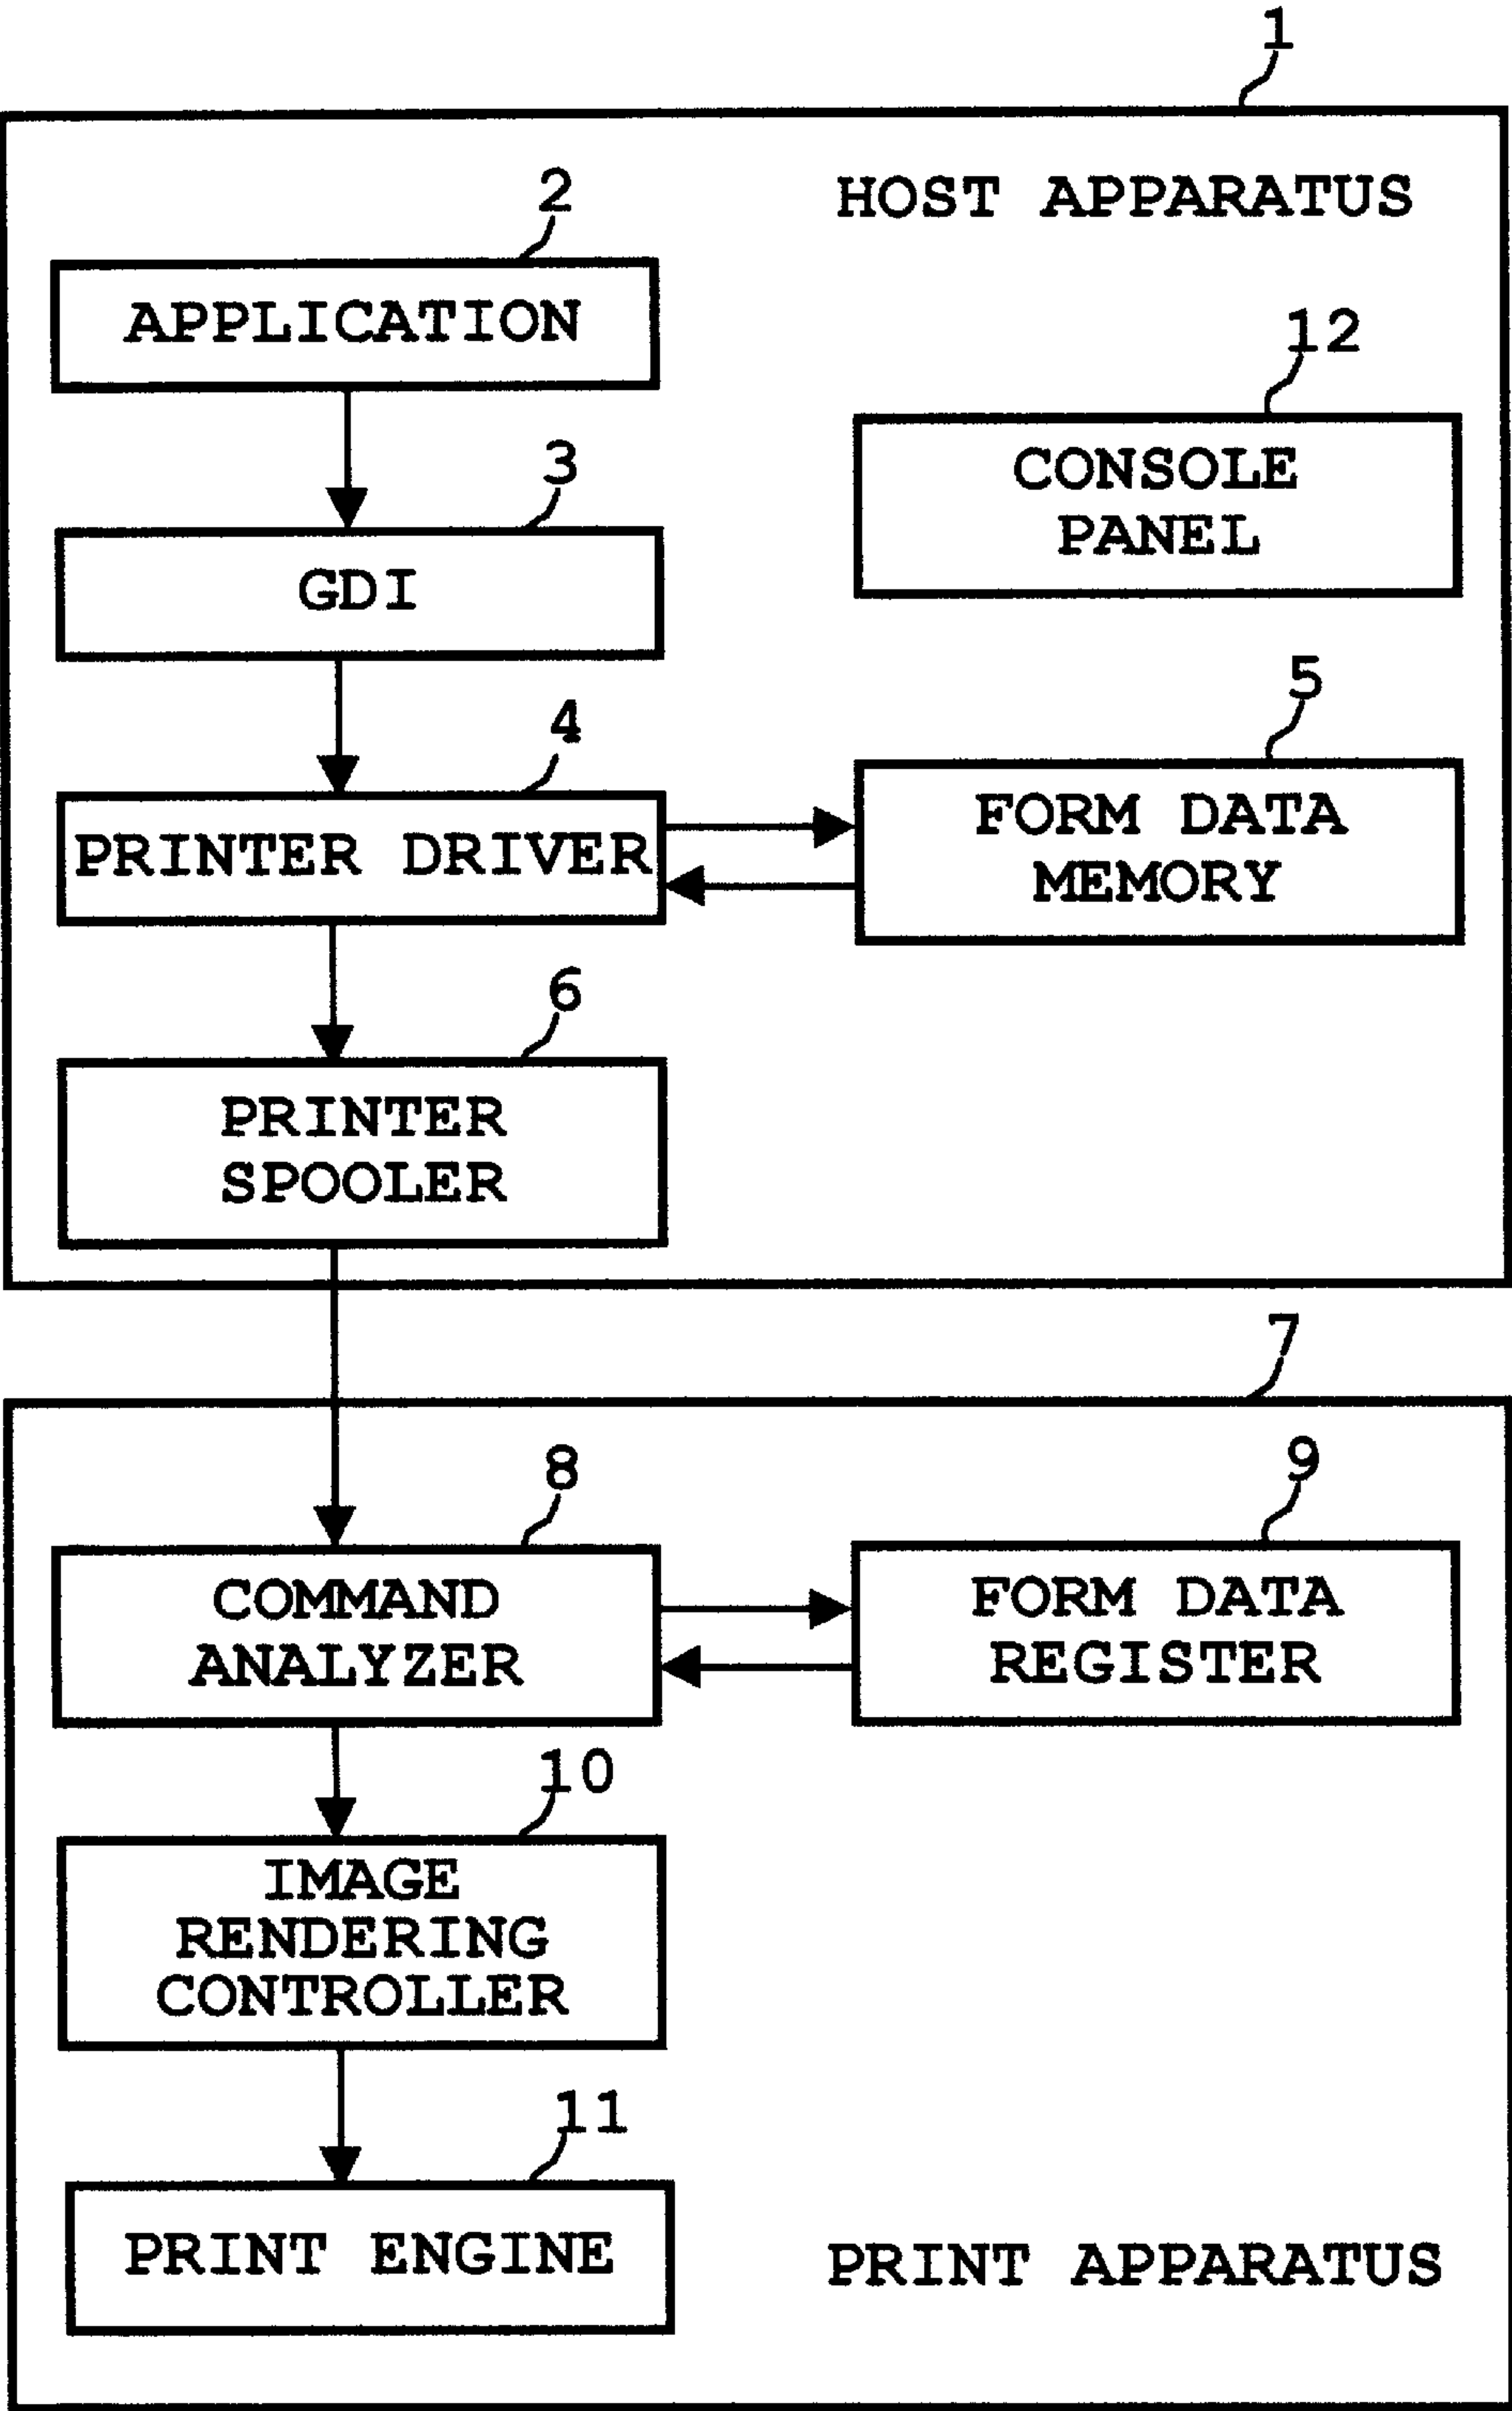 1
HOST APPARATUS
2
APPLICATION
12
CONSOLE
PANEL
3
GDI
4
PRINTER DRIVER
5
FORM DATA
MEMORY
6
PRINTER
SPOOLER
7
8
COMMAND
ANALYZER
9
FORM DATA
REGISTER
10
IMAGE
RENDERING
CONTROLLER
11
PRINT ENGINE
PRINT APPARATUS